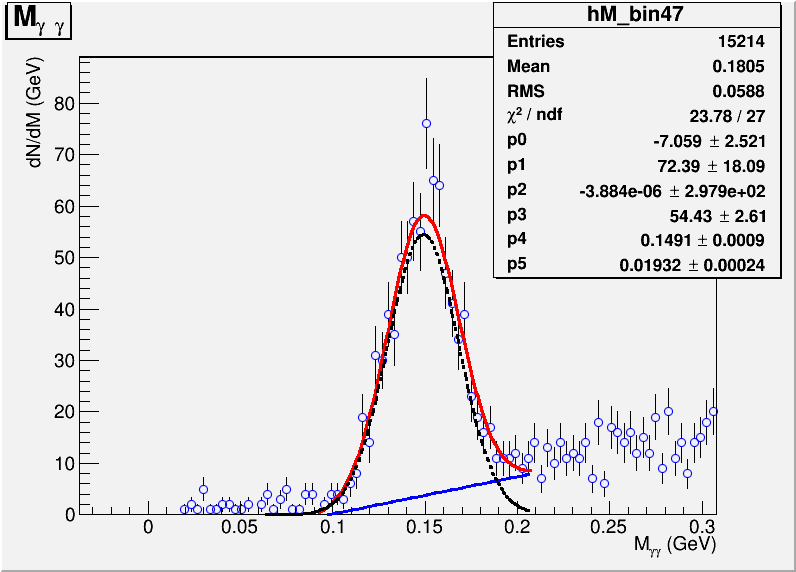 M γ γ
hM_bin47
Entries 15214
Mean 0.1805
RMS 0.0588
χ² / ndf 23.78 / 27
p0 -7.059 ± 2.521
p1 72.39 ± 18.09
p2 -3.884e-06 ± 2.979e+02
p3 54.43 ± 2.61
p4 0.1491 ± 0.0009
p5 0.01932 ± 0.00024
dN/dM (GeV)
80
70
60
50
40
30
20
10
0
0 0.05 0.1 0.15 0.2 0.25 0.3
Mγγ (GeV)